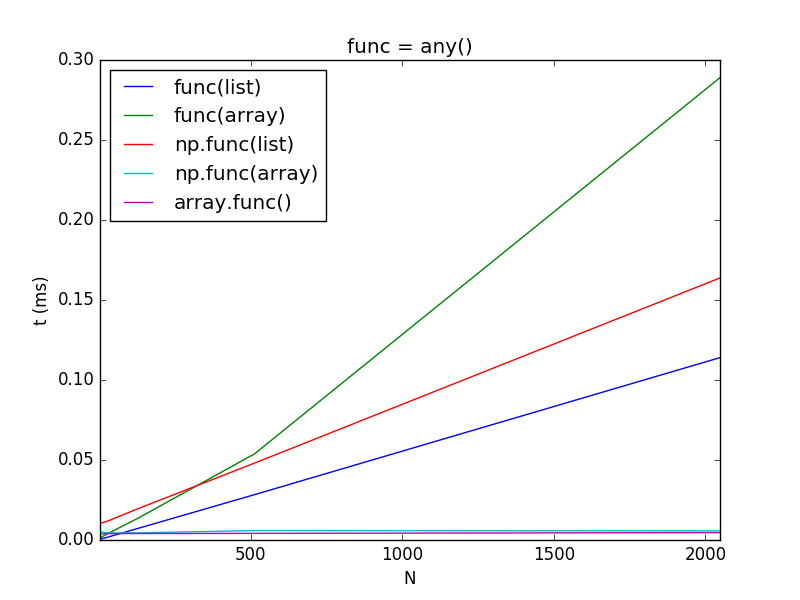 func = any()
0.30
0.25
0.20
0.15
0.10
0.05
0.00
t (ms)
func(list)
func(array)
np.func(list)
np.func(array)
array.func()
500 1000 1500 2000
N